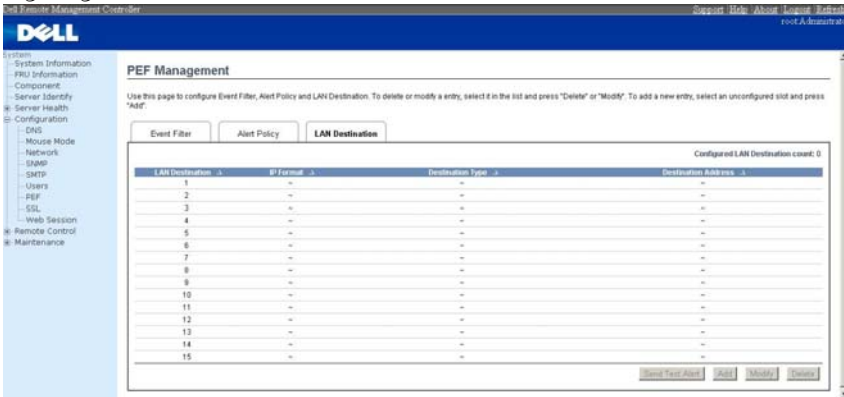 Dell Remote Management Controller
Support Help About Logout Refresh
root:Administrato
DELL
System
System Information
FRU Information
Component
Server Identify
Server Health
Configuration
DNS
Mouse Mode
Network
SNMP
SMTP
Users
PEF
SSL
Web Session
Remote Control
Maintenance
PEF Management
Use this page to configure Event Filter, Alert Policy and LAN Destination. To delete or modify a entry, select it in the list and press "Delete" or "Modify". To add a new entry, select an unconfigured slot and press
"Add".
Event Filter Alert Policy LAN Destination
Configured LAN Destination count: 0
LAN Destination IP Format Destination Type Destination Address
1 ~ ~ ~
2 ~ ~ ~
3 ~ ~ ~
4 ~ ~ ~
5 ~ ~ ~
6 ~ ~ ~
7 ~ ~ ~
8 ~ ~ ~
9 ~ ~ ~
10 ~ ~ ~
11 ~ ~ ~
12 ~ ~ ~
13 ~ ~ ~
14 ~ ~ ~
15 ~ ~ ~
Send Test Alert Add Modify Delete